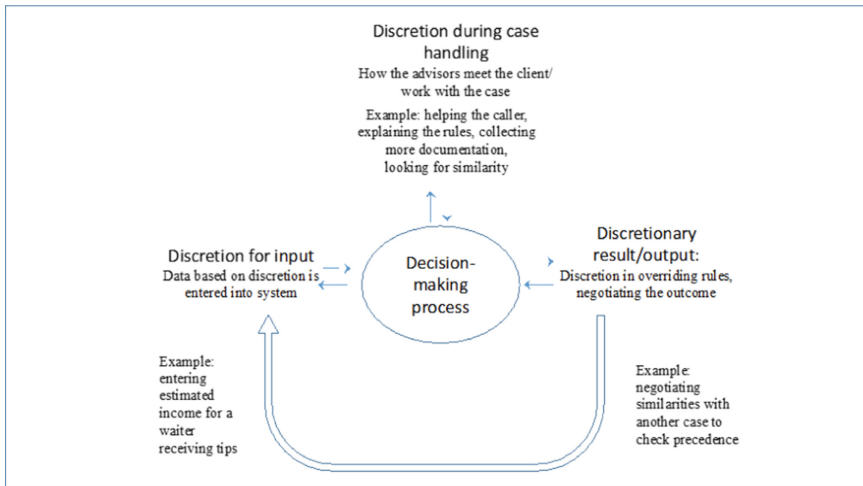 Discretion during case
handling
How the advisors meet the client/
work with the case
Example: helping the caller,
explaining the rules, collecting
more documentation,
looking for similarity
Discretion for input
Data based on discretion is
entered into system
Decision-
making
process
Discretionary
result/output:
Discretion in overriding rules,
negotiating the outcome
Example:
entering
estimated
income for a
waiter
receiving tips
Example:
negotiating
similarities with
another case to
check precedence